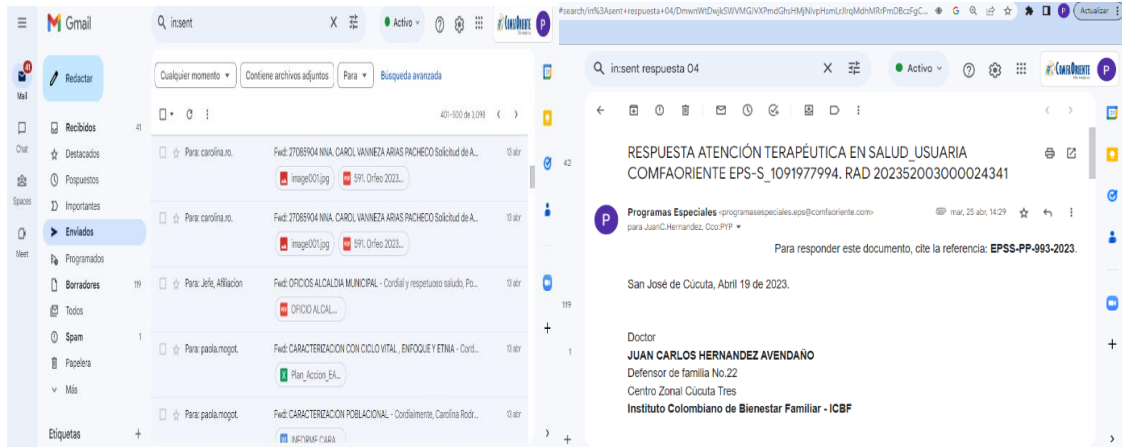 Gmail
in:sent
Activo
COMFAORIENTE
P
41
Mail
Chat
Spaces
Meet
Redactar
Recibidos 41
Destacados
Pospuestos
Importantes
Enviados
Programados
Borradores 119
Todos
Spam 1
Papelera
Más
Etiquetas +
Cualquier momento
Contiene archivos adjuntos
Para
Búsqueda avanzada
401-500 de 3,098
Para: carolina.ro. Fwd: 27085904 NNA. CAROL VANNEZA ARIAS PACHECO Solicitud de A... 13 abr
image001.jpg
PDF 591. Orfeo 2023...
Para: carolina.ro. Fwd: 27085904 NNA. CAROL VANNEZA ARIAS PACHECO Solicitud de A... 13 abr
image001.jpg
PDF 591. Orfeo 2023...
Para: Jefe, Afiliacion Fwd: OFICIOS ALCALDIA MUNICIPAL - Cordial y respetuoso saludo, Po... 13 abr
PDF OFICIO ALCAL...
Para: paola.mogot. Fwd: CARACTERIZACION CON CICLO VITAL , ENFOQUE Y ETNIA - Cord... 13 abr
X Plan_Accion_EA...
Para: paola.mogot. Fwd: CARACTERIZACION POBLACIONAL - Cordialmente, Carolina Rodr... 13 abr
W INFORME CARA
Actualizar
in:sent respuesta 04
Activo
COMFAORIENTE
P
42
119
1
RESPUESTA ATENCIÓN TERAPÉUTICA EN SALUD_USUARIA
COMFAORIENTE EPS-S_1091977994. RAD 202352003000024341
P
Programas Especiales <programasespeciales.eps@comfaoriente.com> mar, 25 abr, 14:29
para JuanC.Hernandez, Cco:PYP
Para responder este documento, cite la referencia: EPSS-PP-993-2023.
San José de Cúcuta, Abril 19 de 2023.
Doctor
JUAN CARLOS HERNANDEZ AVENDAÑO
Defensor de familia No.22
Centro Zonal Cúcuta Tres
Instituto Colombiano de Bienestar Familiar - ICBF